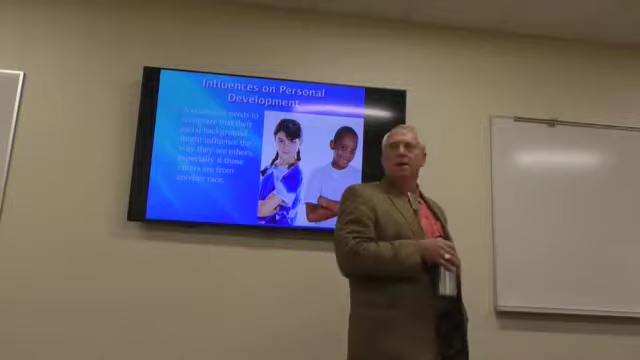 Influences on Personal
Development
A counselor needs to
recognize that their
racial background
might influence the
way they see others,
especially if those
others are from
another race.